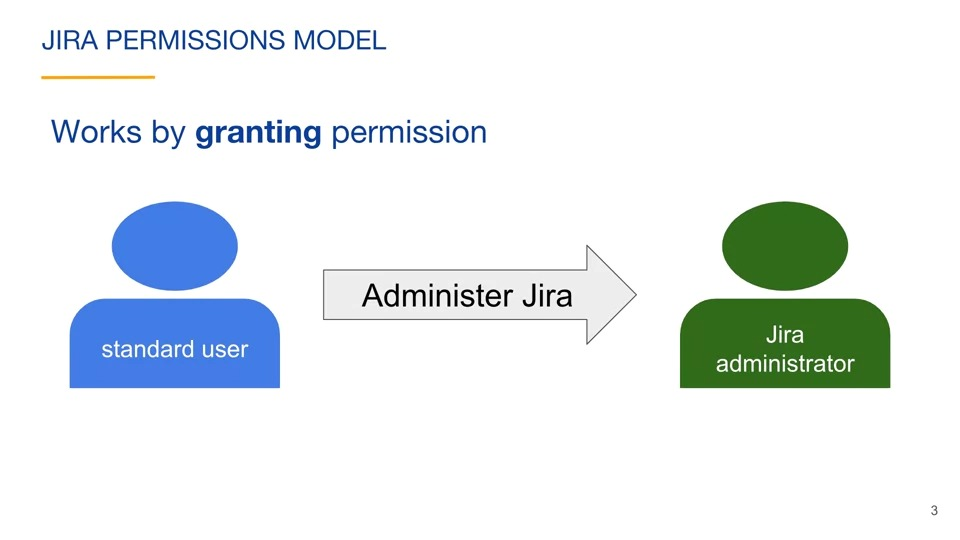 JIRA PERMISSIONS MODEL
Works by granting permission
standard user
Administer Jira
Jira
administrator
3